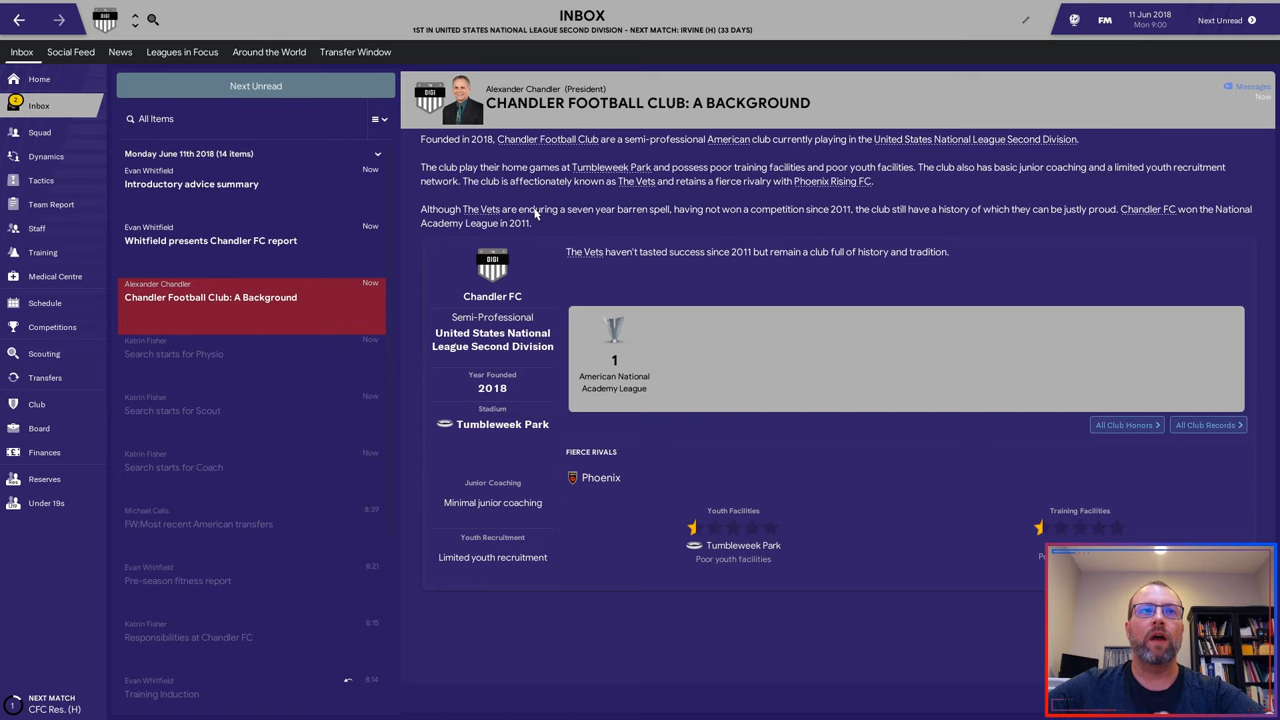 INBOX
1ST IN UNITED STATES NATIONAL LEAGUE SECOND DIVISION - NEXT MATCH: IRVINE (H) (33 DAYS)
DIGI
FM
11 Jun 2018
Mon 9:00
Next Unread
Inbox
Social Feed
News
Leagues in Focus
Around the World
Transfer Window
Home
2
Inbox
Squad
Dynamics
Tactics
Team Report
Staff
Training
Medical Centre
Schedule
Competitions
Scouting
Transfers
Club
Board
Finances
Reserves
Under 19s
1
NEXT MATCH
CFC Res. (H)
Next Unread
All Items
Monday June 11th 2018 (14 items)
Evan Whitfield Now
Introductory advice summary
Evan Whitfield Now
Whitfield presents Chandler FC report
Alexander Chandler Now
Chandler Football Club: A Background
Katrin Search Now
Search starts for Physio
Katrin Search Now
Search starts for Scout
Katrin Search Now
Search starts for Coach
Michael Celis 8:39
FW:Most recent American transfers
Evan Whitfield 8:21
Pre-season fitness report
Katrin Search 8:15
Responsibilities at Chandler FC
Evan Whitfield 8:14
Training Induction
DIGI
Alexander Chandler (President)
CHANDLER FOOTBALL CLUB: A BACKGROUND
Messages
Now
Founded in 2018, Chandler Football Club are a semi-professional American club currently playing in the United States National League Second Division.
The club play their home games at Tumbleweek Park and possess poor training facilities and poor youth facilities. The club also has basic junior coaching and a limited youth recruitment
network. The club is affectionately known as The Vets and retains a fierce rivalry with Phoenix Rising FC.
Although The Vets are enduring a seven year barren spell, having not won a competition since 2011, the club still have a history of which they can be justly proud. Chandler FC won the National
Academy League in 2011.
DIGI
Chandler FC
Semi-Professional
United States National
League Second Division
Year Founded
2018
Stadium
Tumbleweek Park
Junior Coaching
Minimal junior coaching
Youth Recruitment
Limited youth recruitment
The Vets haven't tasted success since 2011 but remain a club full of history and tradition.
1
American National
Academy League
All Club Honors
All Club Records
FIERCE RIVALS
Phoenix
Youth Facilities
Tumbleweek Park
Poor youth facilities
Training Facilities